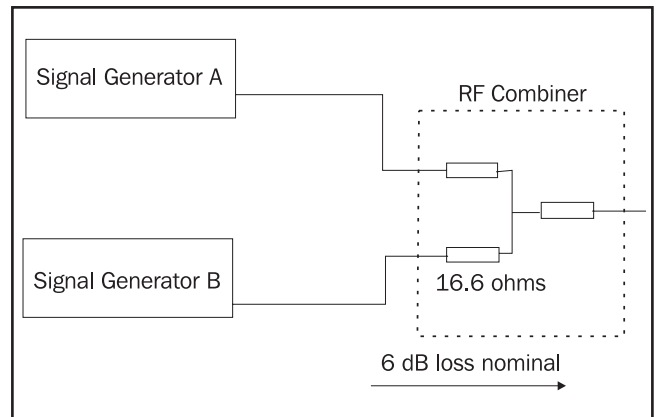 Signal Generator A
RF Combiner
Signal Generator B
16.6 ohms
6 dB loss nominal